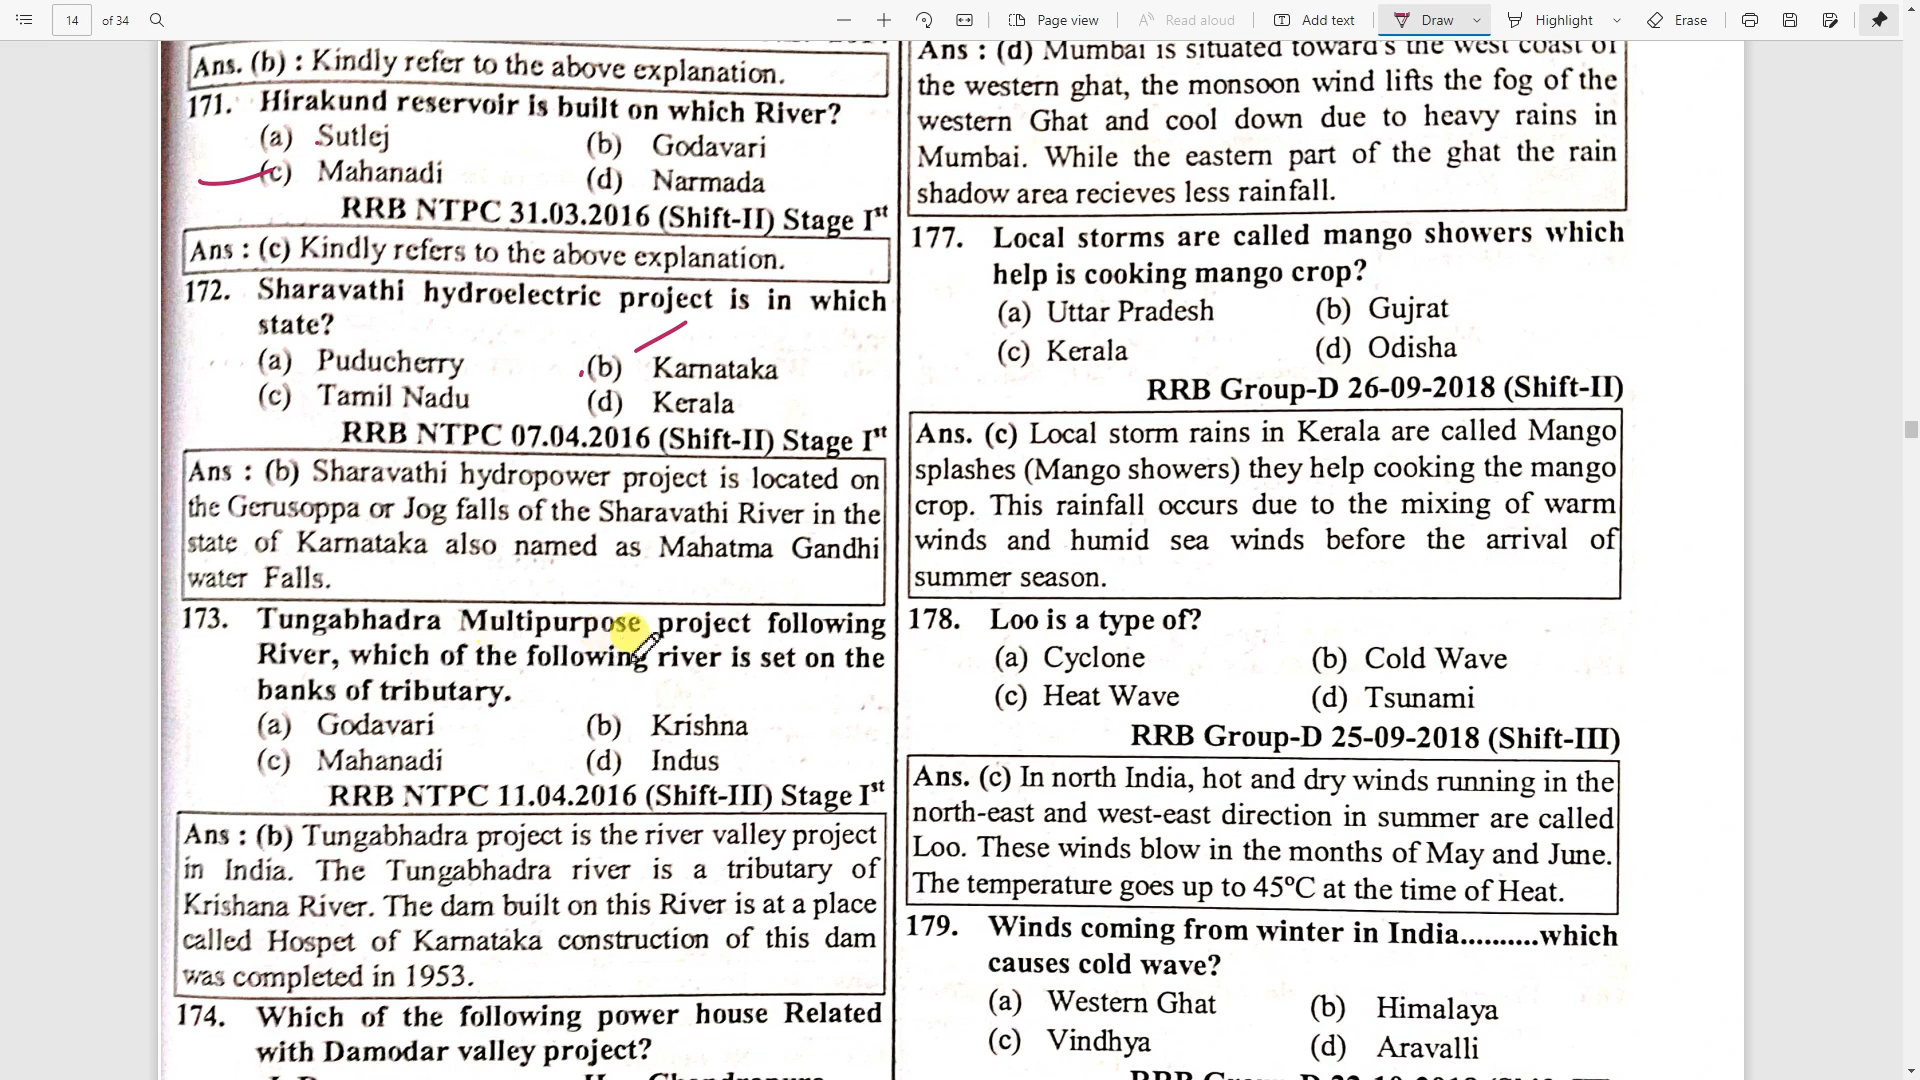 14 of 34
Page view
Read aloud
Add text
Draw
Highlight
Erase
Ans. (b) : Kindly refer to the above explanation.
171. Hirakund reservoir is built on which River?
(a) Sutlej (b) Godavari
(c) Mahanadi (d) Narmada
RRB NTPC 31.03.2016 (Shift-II) Stage Ist
Ans : (c) Kindly refers to the above explanation.
172. Sharavathi hydroelectric project is in which
state?
(a) Puducherry (b) Karnataka
(c) Tamil Nadu (d) Kerala
RRB NTPC 07.04.2016 (Shift-II) Stage Ist
Ans : (b) Sharavathi hydropower project is located on
the Gerusoppa or Jog falls of the Sharavathi River in the
state of Karnataka also named as Mahatma Gandhi
water Falls.
173. Tungabhadra Multipurpose project following
River, which of the following river is set on the
banks of tributary.
(a) Godavari (b) Krishna
(c) Mahanadi (d) Indus
RRB NTPC 11.04.2016 (Shift-III) Stage Ist
Ans : (b) Tungabhadra project is the river valley project
in India. The Tungabhadra river is a tributary of
Krishana River. The dam built on this River is at a place
called Hospet of Karnataka construction of this dam
was completed in 1953.
174. Which of the following power house Related
with Damodar valley project?
Ans : (d) Mumbai is situated toward's the west coast of
the western ghat, the monsoon wind lifts the fog of the
western Ghat and cool down due to heavy rains in
Mumbai. While the eastern part of the ghat the rain
shadow area recieves less rainfall.
177. Local storms are called mango showers which
help is cooking mango crop?
(a) Uttar Pradesh (b) Gujrat
(c) Kerala (d) Odisha
RRB Group-D 26-09-2018 (Shift-II)
Ans. (c) Local storm rains in Kerala are called Mango
splashes (Mango showers) they help cooking the mango
crop. This rainfall occurs due to the mixing of warm
winds and humid sea winds before the arrival of
summer season.
178. Loo is a type of?
(a) Cyclone (b) Cold Wave
(c) Heat Wave (d) Tsunami
RRB Group-D 25-09-2018 (Shift-III)
Ans. (c) In north India, hot and dry winds running in the
north-east and west-east direction in summer are called
Loo. These winds blow in the months of May and June.
The temperature goes up to 45°C at the time of Heat.
179. Winds coming from winter in India..........which
causes cold wave?
(a) Western Ghat (b) Himalaya
(c) Vindhya (d) Aravalli